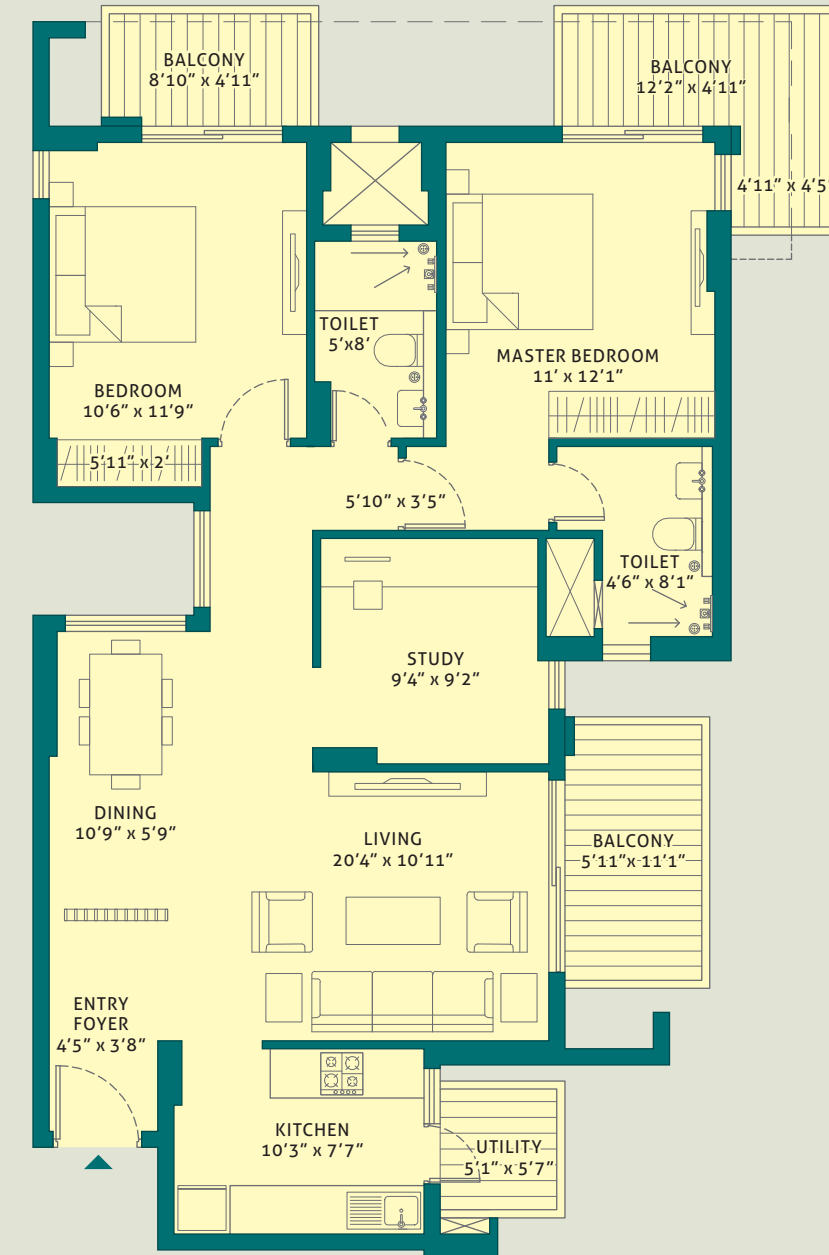 BALCONY
8'10" x 4'11"
BALCONY
12'2" x 4'11"
4'11" x 4'5
TOILET
5'x8'
MASTER BEDROOM
11' x 12'1"
BEDROOM
10'6" x 11'9"
5'11" x 2'
5'10" x 3'5"
TOILET
4'6" x 8'1"
STUDY
9'4" x 9'2"
DINING
10'9" x 5'9"
LIVING
20'4" x 10'11"
BALCONY
5'11"x 11'1"
ENTRY
FOYER
4'5" x 3'8"
KITCHEN
10'3" x 7'7"
UTILITY
5'1" x 5'7"